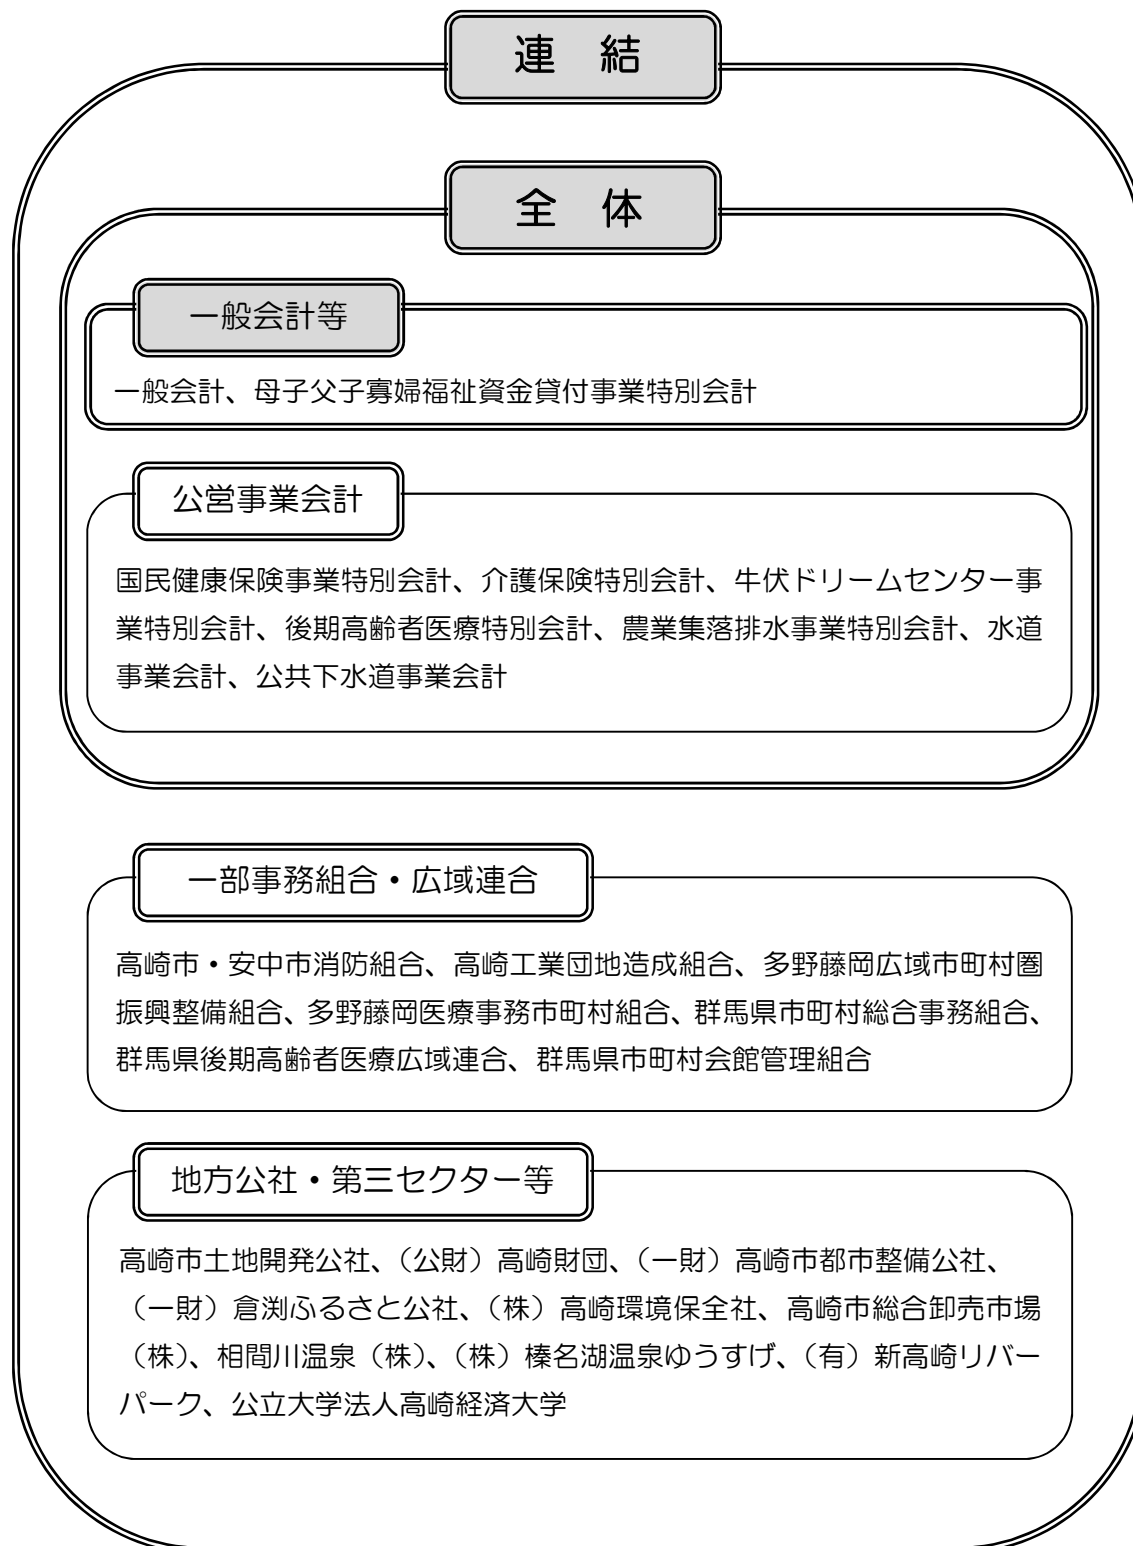 連　結
全　体
一般会計等
一般会計、母子父子寡婦福祉資金貸付事業特別会計
公営事業会計
国民健康保険事業特別会計、介護保険特別会計、牛伏ドリームセンター事
業特別会計、後期高齢者医療特別会計、農業集落排水事業特別会計、水道
事業会計、公共下水道事業会計
一部事務組合・広域連合
高崎市・安中市消防組合、高崎工業団地造成組合、多野藤岡広域市町村圏
振興整備組合、多野藤岡医療事務市町村組合、群馬県市町村総合事務組合、
群馬県後期高齢者医療広域連合、群馬県市町村会館管理組合
地方公社・第三セクター等
高崎市土地開発公社、（公財）高崎財団、（一財）高崎市都市整備公社、
（一財）倉渕ふるさと公社、（株）高崎環境保全社、高崎市総合卸売市場
（株）、相間川温泉（株）、（株）榛名湖温泉ゆうすげ、（有）新高崎リバー
パーク、公立大学法人高崎経済大学